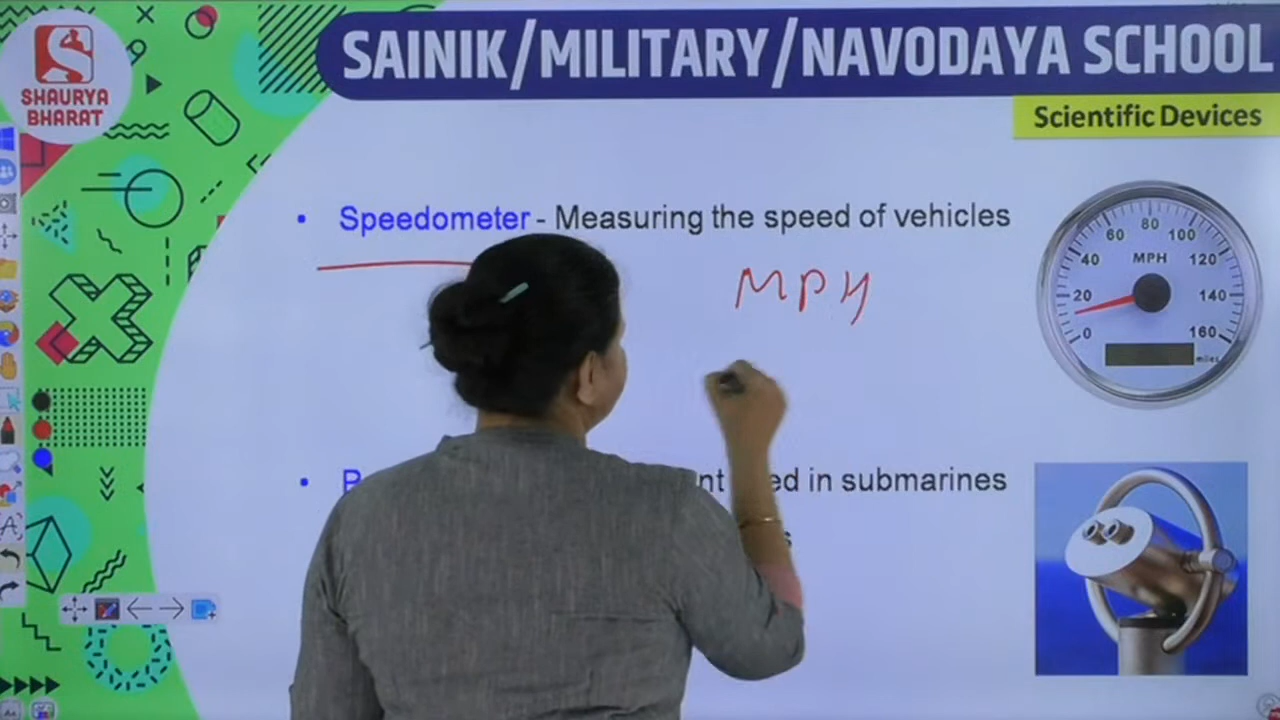 SHAURYA
BHARAT
SAINIK/MILITARY/NAVODAYA SCHOOL
Scientific Devices
• Speedometer - Measuring the speed of vehicles
MPH
0 20 40 60 80 100 120 140 160
MPH
miles
• in submarines